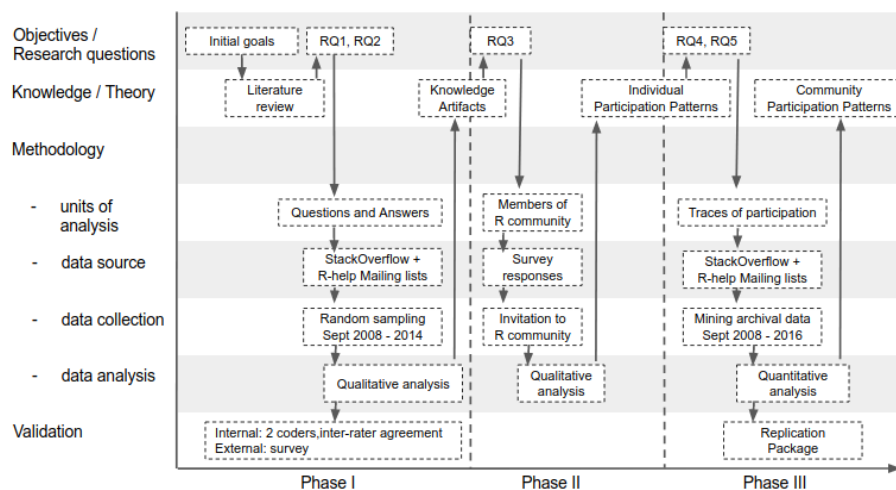 Objectives /
Research questions
Initial goals
RQ1, RQ2
RQ3
RQ4, RQ5
Knowledge / Theory
Literature
review
Knowledge
Artifacts
Individual
Participation Patterns
Community
Participation Patterns
Methodology
- units of
analysis
Questions and Answers
Members of
R community
Traces of participation
- data source
StackOverflow +
R-help Mailing lists
Survey
responses
StackOverflow +
R-help Mailing lists
- data collection
Random sampling
Sept 2008 - 2014
Invitation to
R community
Mining archival data
Sept 2008 - 2016
- data analysis
Qualitative analysis
Qualitative
analysis
Quantitative
analysis
Validation
Internal: 2 coders,inter-rater agreement
External: survey
Replication
Package
Phase I
Phase II
Phase III